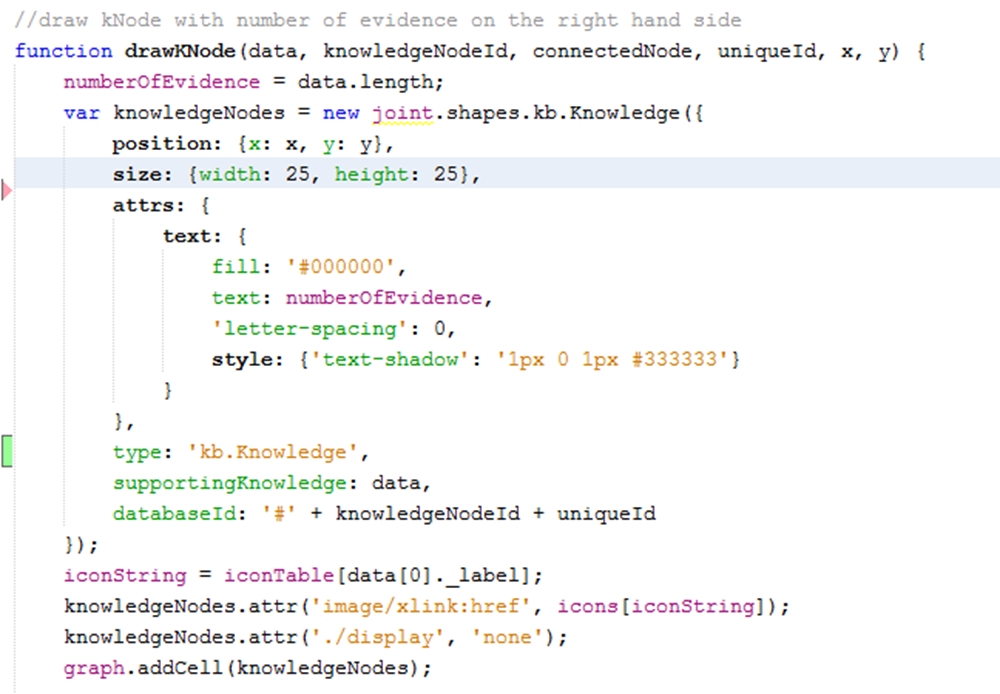 //draw kNode with number of evidence on the right hand side
function drawKNode(data, knowledgeNodeId, connectedNode, uniqueId, x, y) {
    numberOfEvidence = data.length;
    var knowledgeNodes = new joint.shapes.kb.Knowledge({
        position: {x: x, y: y},
        size: {width: 25, height: 25},
        attrs: {
            text: {
                fill: '#000000',
                text: numberOfEvidence,
                'letter-spacing': 0,
                style: {'text-shadow': '1px 0 1px #333333'}
            }
        },
        type: 'kb.Knowledge',
        supportingKnowledge: data,
        databaseId: '#' + knowledgeNodeId + uniqueId
    });
    iconString = iconTable[data[0]._label];
    knowledgeNodes.attr('image/xlink:href', icons[iconString]);
    knowledgeNodes.attr('./display', 'none');
    graph.addCell(knowledgeNodes);